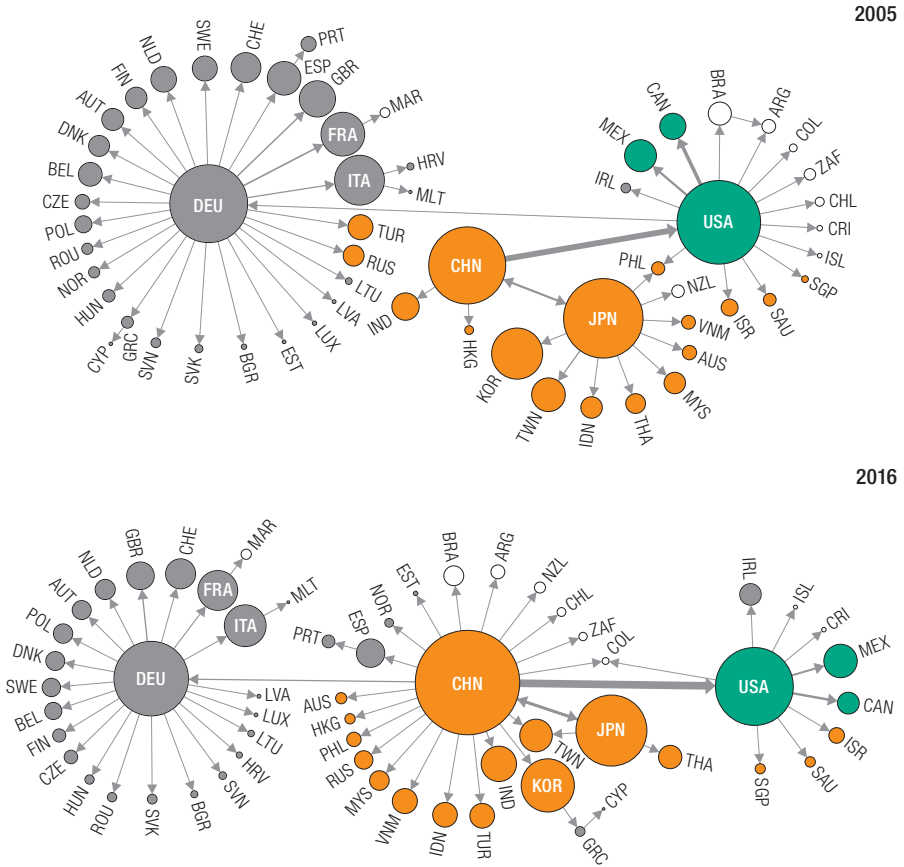 2005
PRT
SWE
CHE
ESP
NLD
GBR
FIN
MAR
AUT
FRA
DNK
HRV
BEL
ITA
MLT
CZE
DEU
POL
TUR
ROU
RUS
NOR
LTU
HUN
LVA
LUX
CYP
GRC
SVN
SVK
BGR
EST
BRA
CAN
ARG
MEX
COL
IRL
ZAF
CHL
USA
CRI
ISL
PHL
SGP
CHN
NZL
SAU
ISR
IND
JPN
VNM
HKG
AUS
KOR
MYS
TWN
IDN
THA
2016
MAR
CHE
GBR
NLD
FRA
MLT
AUT
ITA
POL
DNK
DEU
SWE
LVA
BEL
LUX
FIN
LTU
CZE
HRV
HUN
SVN
ROU
BGR
SVK
BRA
ARG
EST
NZL
NOR
CHL
ESP
ZAF
PRT
COL
CHN
AUS
HKG
JPN
PHL
TWN
THA
RUS
IND
MYS
KOR
VNM
CYP
IDN
TUR
GRC
IRL
ISL
CRI
MEX
USA
CAN
ISR
SAU
SGP